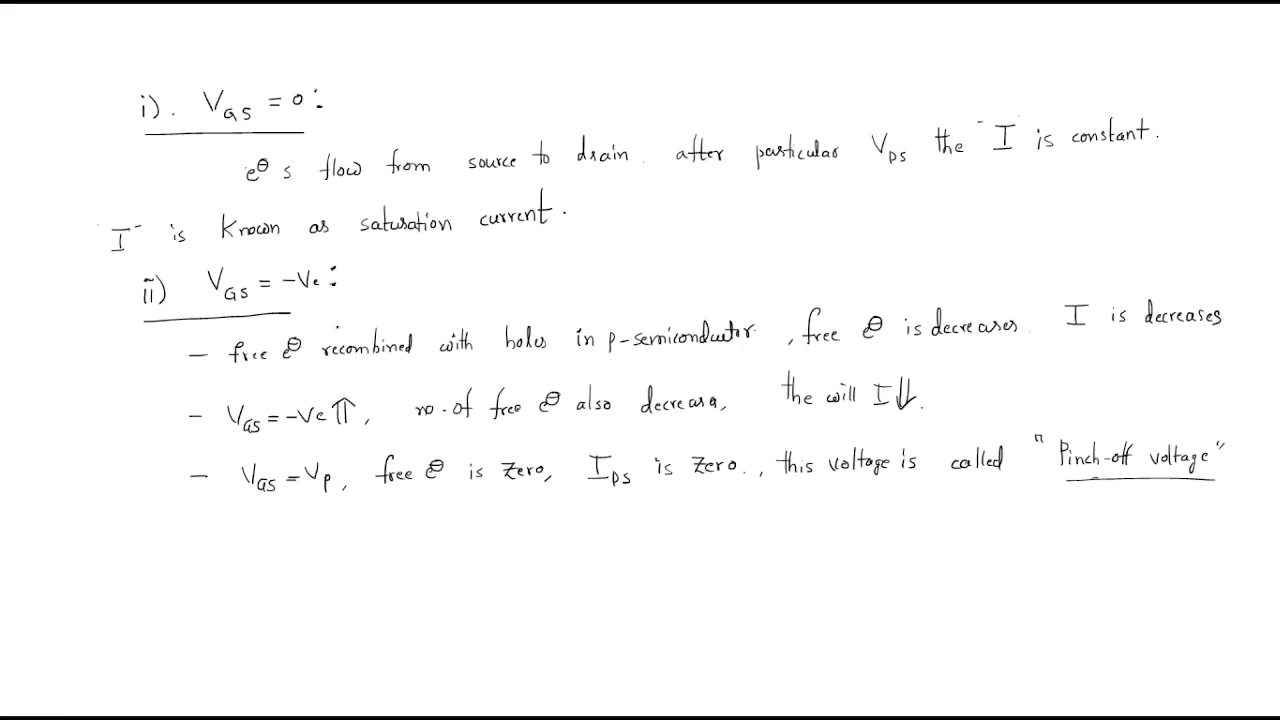 i). VGS = 0 :
e⊖s flow from source to drain. after particular VDS the I is constant.
I is known as saturation current.
ii) VGS = -Ve :
- free e⊖ recombined with holes in p-semiconductor, free e⊖ is decreases. I is decreases
- VGS = -Ve ⇑, no. of free e⊖ also decrease, the will I⇓.
- VGS = Vp, free e⊖ is zero, IDS is zero., this voltage is called "Pinch-off voltage"